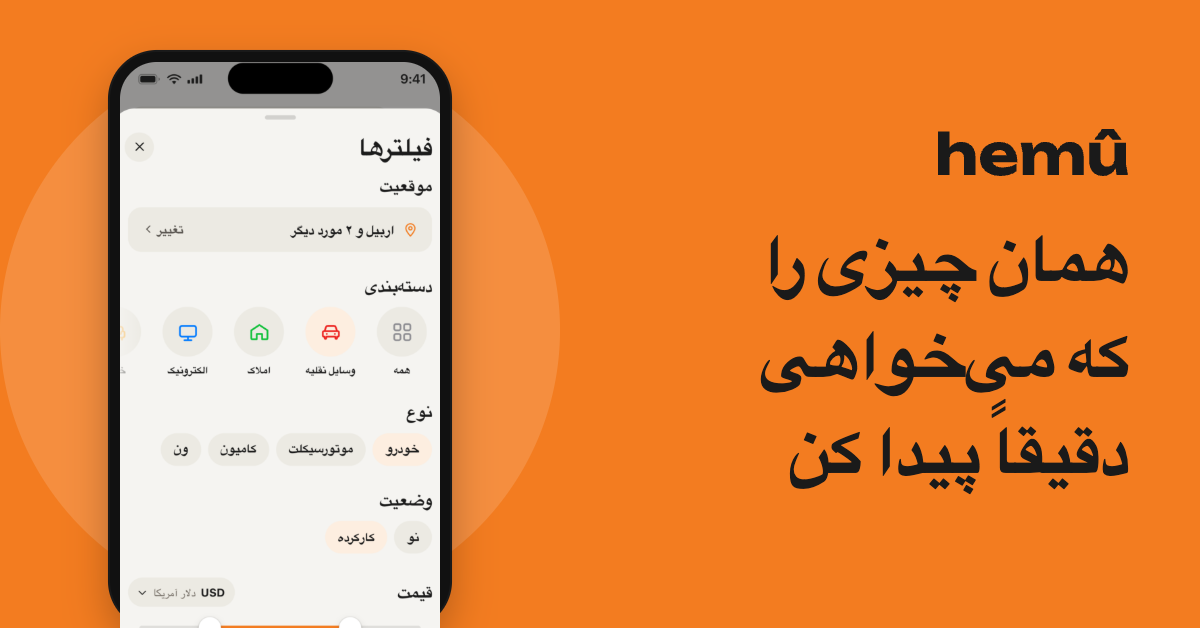 hemû
همان چیزی را
که می‌خواهی
دقیقاً پیدا کن
9:41
فیلترها
موقعیت
اربیل و ۲ مورد دیگر
تغییر
دسته‌بندی
همه
وسایل نقلیه
املاک
الکترونیک
نوع
خودرو
موتورسیکلت
کامیون
ون
وضعیت
نو
کارکرده
قیمت
USD دلار امریکا